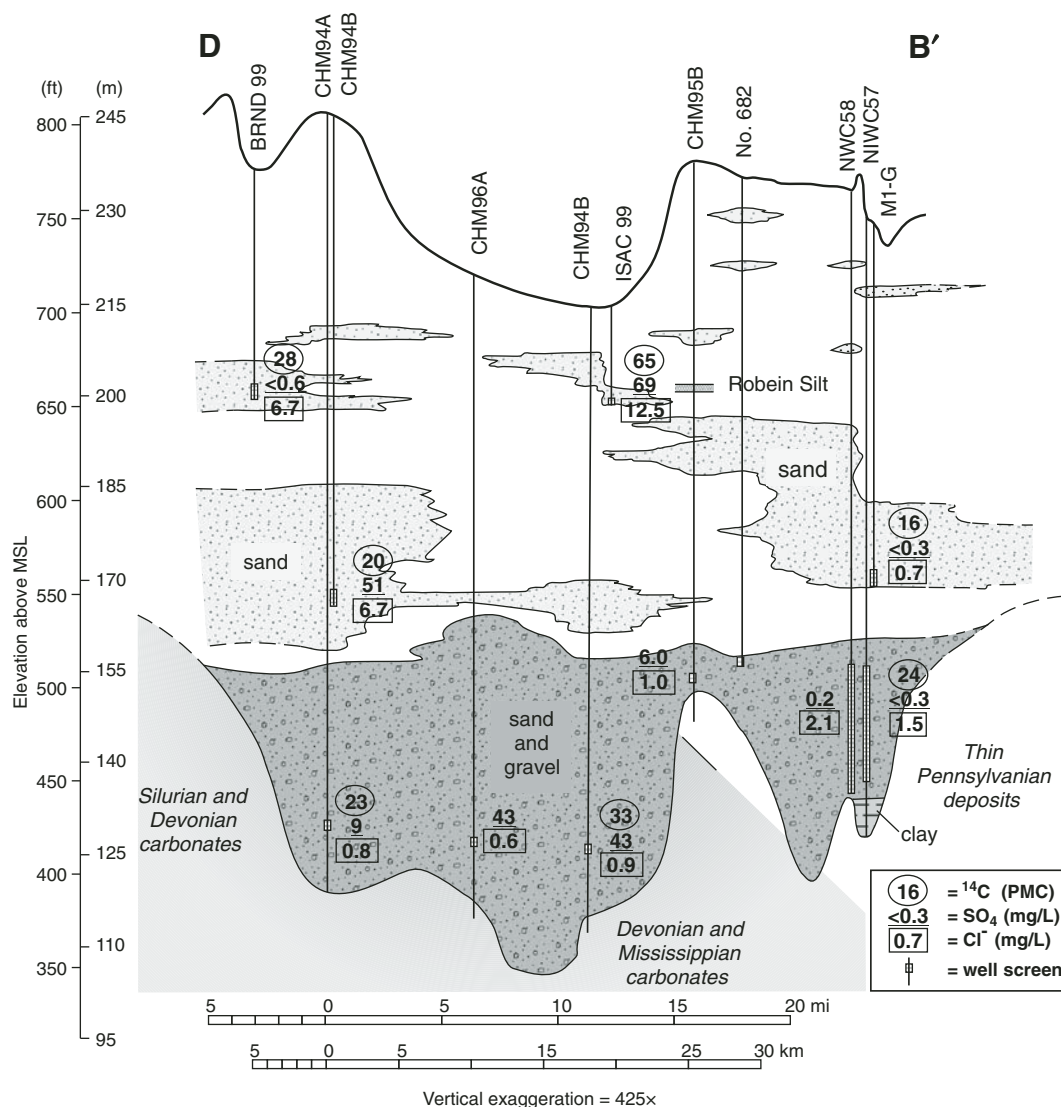 D
B′
(ft)
(m)
BRND 99
CHM94A
CHM94B
CHM96A
CHM94B
ISAC 99
CHM95B
No. 682
NWC58
NIWC57
M1-G
Elevation above MSL
800
750
700
650
600
550
500
450
400
350
245
230
215
200
185
170
155
140
125
110
95
28
<0.6
6.7
65
69
12.5
Robein Silt
sand
sand
20
51
6.7
16
<0.3
0.7
6.0
1.0
0.2
2.1
24
<0.3
1.5
sand
and
gravel
23
9
0.8
43
0.6
33
43
0.9
Silurian and
Devonian
carbonates
Devonian and
Mississippian
carbonates
Thin
Pennsylvanian
deposits
clay
16 = ¹⁴C (PMC)
<0.3 = SO₄ (mg/L)
0.7 = Cl⁻ (mg/L)
= well screen
5 0 5 10 15 20 mi
5 0 5 15 25 30 km
Vertical exaggeration = 425×